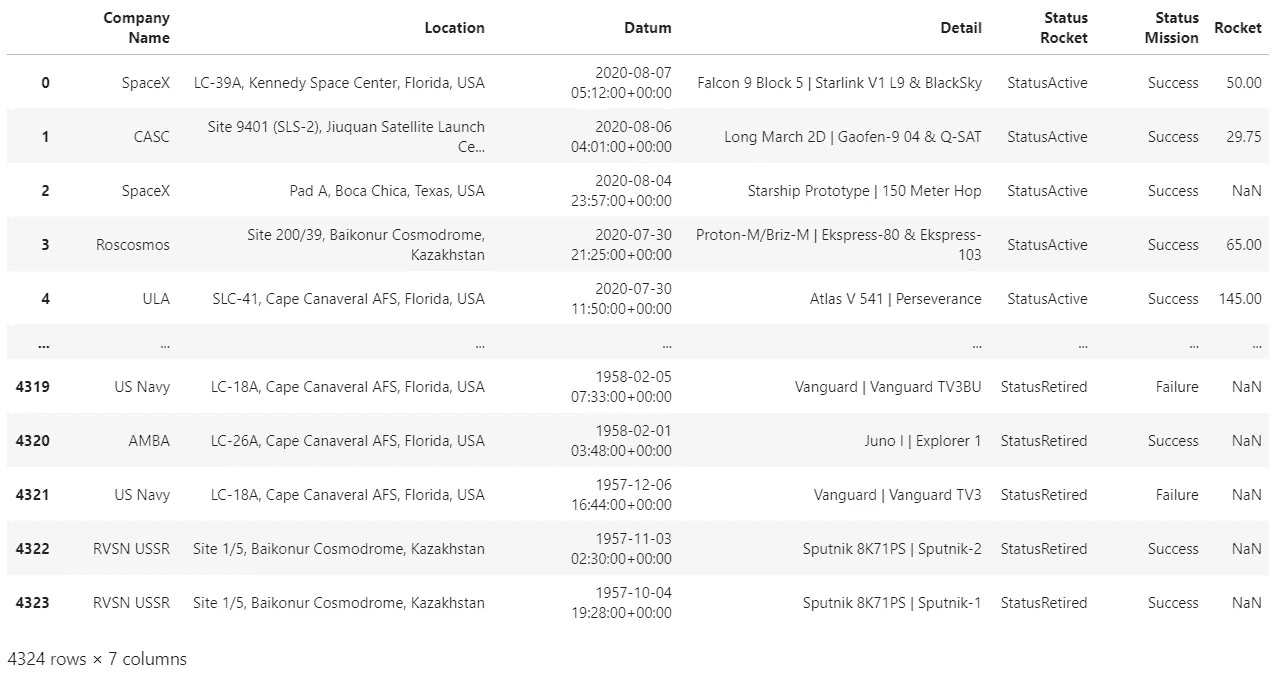 Company Name Location Datum Detail Status Rocket Status Mission Rocket
0 SpaceX LC-39A, Kennedy Space Center, Florida, USA 2020-08-07 05:12:00+00:00 Falcon 9 Block 5 | Starlink V1 L9 & BlackSky StatusActive Success 50.00
1 CASC Site 9401 (SLS-2), Jiuquan Satellite Launch Ce... 2020-08-06 04:01:00+00:00 Long March 2D | Gaofen-9 04 & Q-SAT StatusActive Success 29.75
2 SpaceX Pad A, Boca Chica, Texas, USA 2020-08-04 23:57:00+00:00 Starship Prototype | 150 Meter Hop StatusActive Success NaN
3 Roscosmos Site 200/39, Baikonur Cosmodrome, Kazakhstan 2020-07-30 21:25:00+00:00 Proton-M/Briz-M | Ekspress-80 & Ekspress-103 StatusActive Success 65.00
4 ULA SLC-41, Cape Canaveral AFS, Florida, USA 2020-07-30 11:50:00+00:00 Atlas V 541 | Perseverance StatusActive Success 145.00
... ... ... ... ... ... ... ...
4319 US Navy LC-18A, Cape Canaveral AFS, Florida, USA 1958-02-05 07:33:00+00:00 Vanguard | Vanguard TV3BU StatusRetired Failure NaN
4320 AMBA LC-26A, Cape Canaveral AFS, Florida, USA 1958-02-01 03:48:00+00:00 Juno I | Explorer 1 StatusRetired Success NaN
4321 US Navy LC-18A, Cape Canaveral AFS, Florida, USA 1957-12-06 16:44:00+00:00 Vanguard | Vanguard TV3 StatusRetired Failure NaN
4322 RVSN USSR Site 1/5, Baikonur Cosmodrome, Kazakhstan 1957-11-03 02:30:00+00:00 Sputnik 8K71PS | Sputnik-2 StatusRetired Success NaN
4323 RVSN USSR Site 1/5, Baikonur Cosmodrome, Kazakhstan 1957-10-04 19:28:00+00:00 Sputnik 8K71PS | Sputnik-1 StatusRetired Success NaN
4324 rows × 7 columns